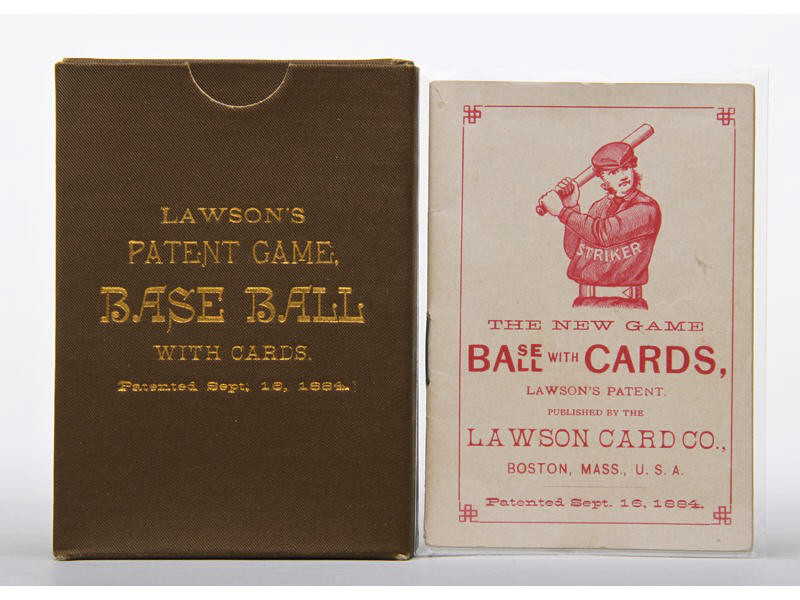 LAWSON'S
PATENT GAME,
BASE BALL
WITH CARDS.
Patented Sept. 16, 1884.
STRIKER
THE NEW GAME
BASE BALL WITH CARDS,
LAWSON'S PATENT.
PUBLISHED BY THE
LAWSON CARD CO.,
BOSTON, MASS., U. S. A.
Patented Sept. 16, 1884.